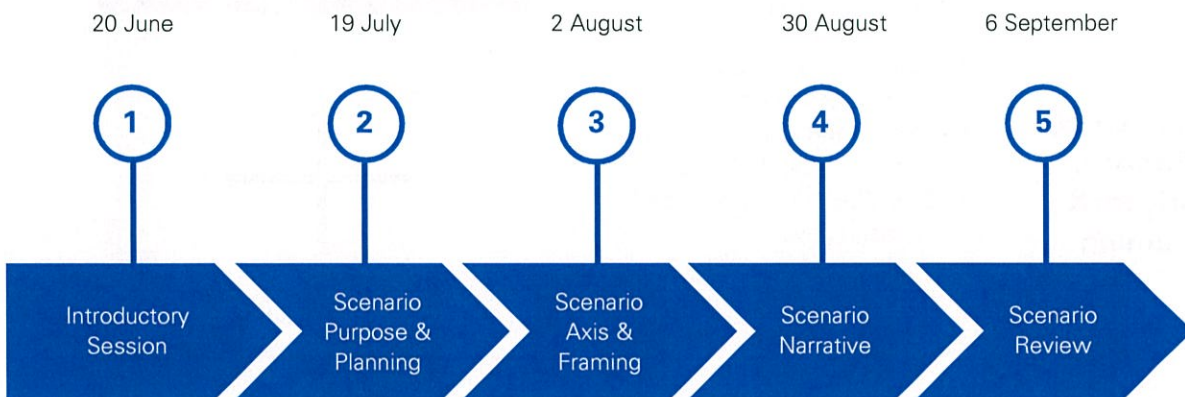 20 June
19 July
2 August
30 August
6 September
1
2
3
4
5
Introductory
Session
Scenario
Purpose &
Planning
Scenario
Axis &
Framing
Scenario
Narrative
Scenario
Review